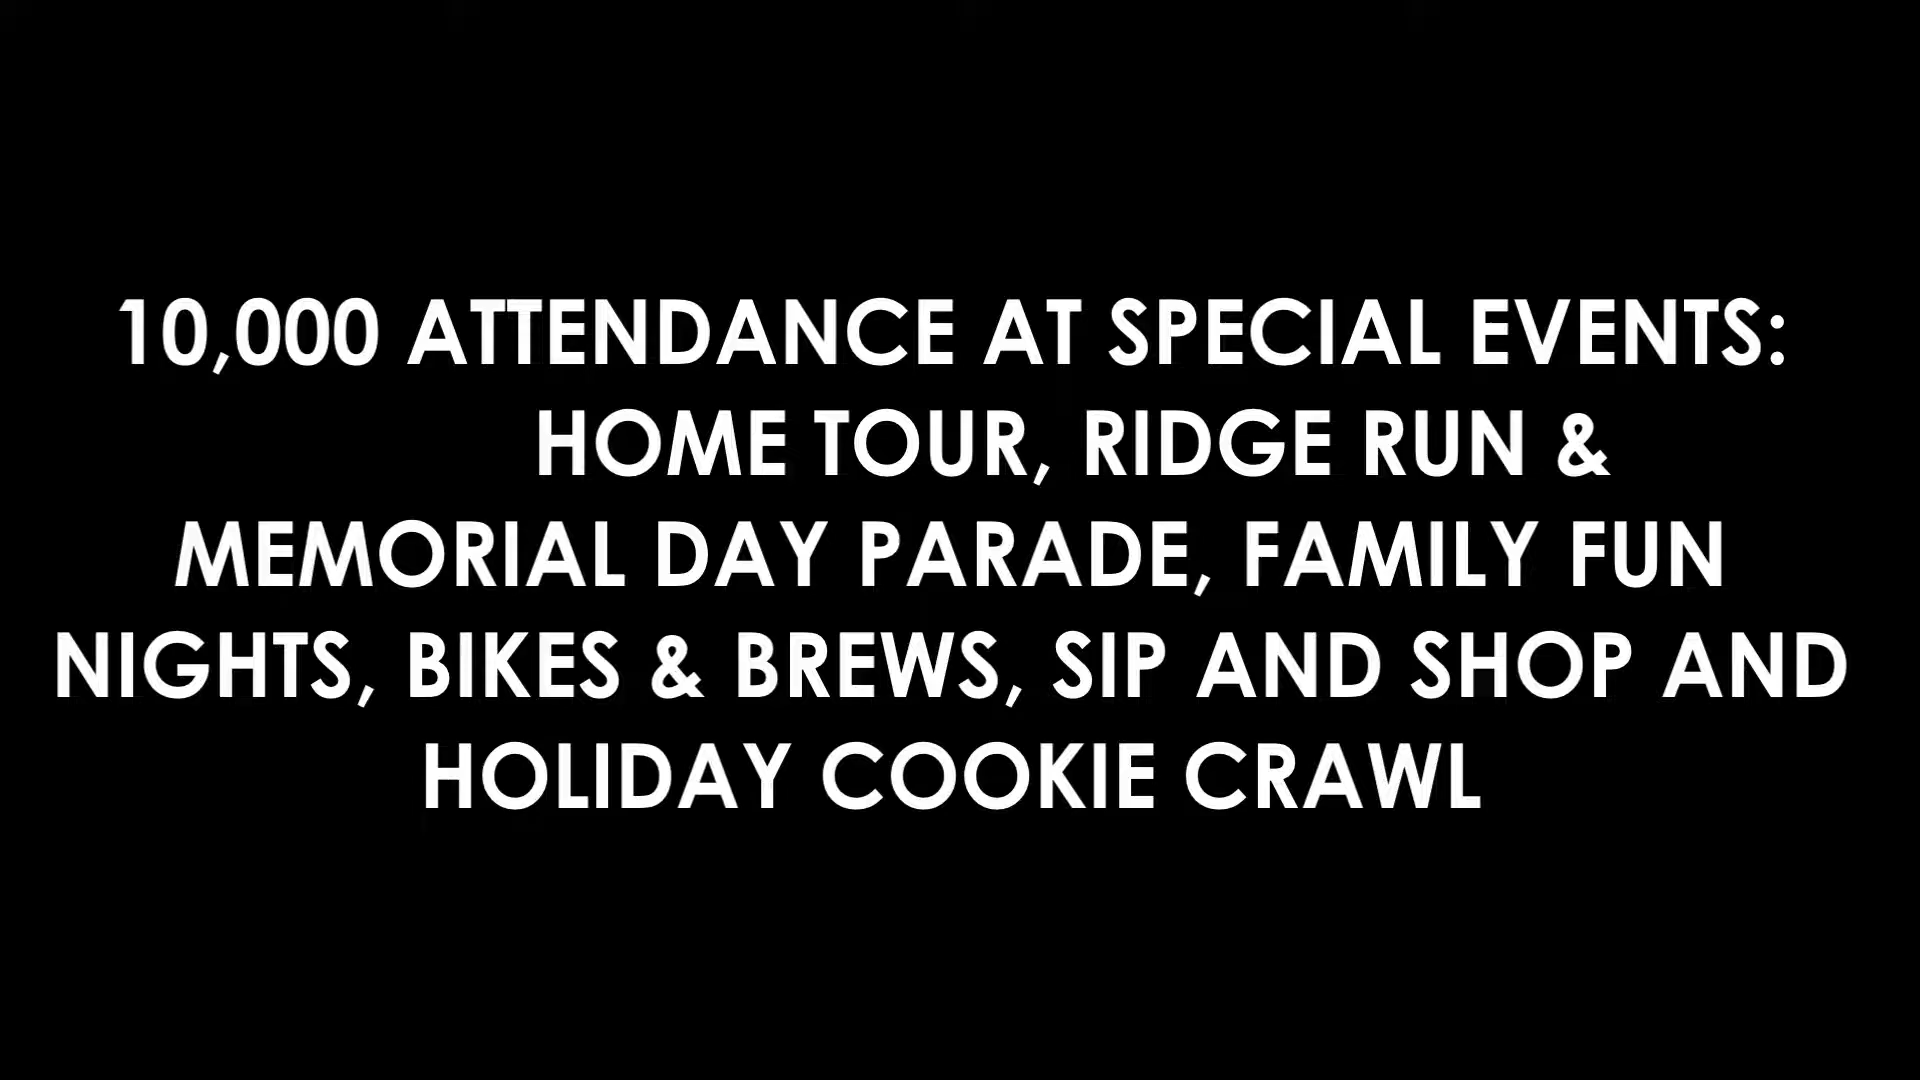 10,000 ATTENDANCE AT SPECIAL EVENTS:
HOME TOUR, RIDGE RUN &
MEMORIAL DAY PARADE, FAMILY FUN
NIGHTS, BIKES & BREWS, SIP AND SHOP AND
HOLIDAY COOKIE CRAWL